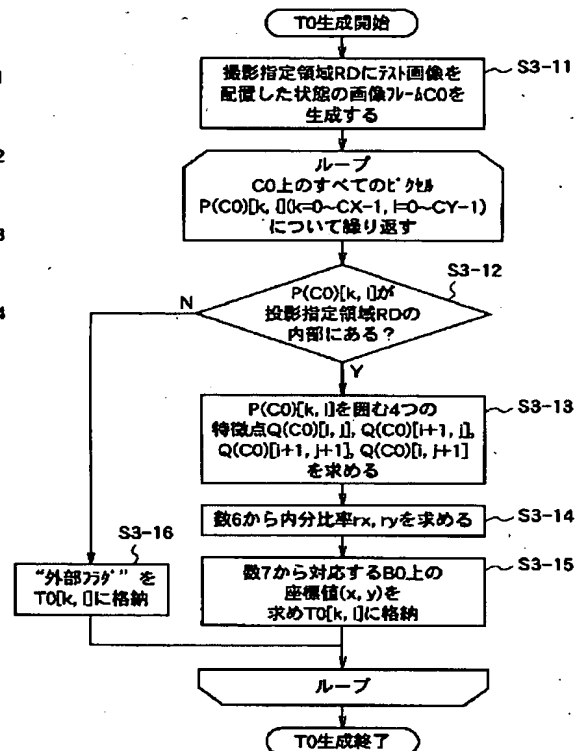 T0生成開始
撮影指定領域RDにテスト画像を
配置した状態の画像フレームC0を
生成する
S3-11
ループ
C0上のすべてのピクセル
P(C0)[k, l](k=0~CX-1, l=0~CY-1)
について繰り返す
S3-12
P(C0)[k, l]が
投影指定領域RDの
内部にある？
N
Y
P(C0)[k, l]を囲む4つの
特徴点Q(C0)[i, j], Q(C0)[i+1, j],
Q(C0)[i+1, j+1], Q(C0)[i, j+1]
を求める
S3-13
数6から内分比率rx, ryを求める
S3-14
S3-16
“外部フラグ”を
T0[k, l]に格納
数7から対応するB0上の
座標値(x, y)を
求めT0[k, l]に格納
S3-15
ループ
T0生成終了
1
2
3
4